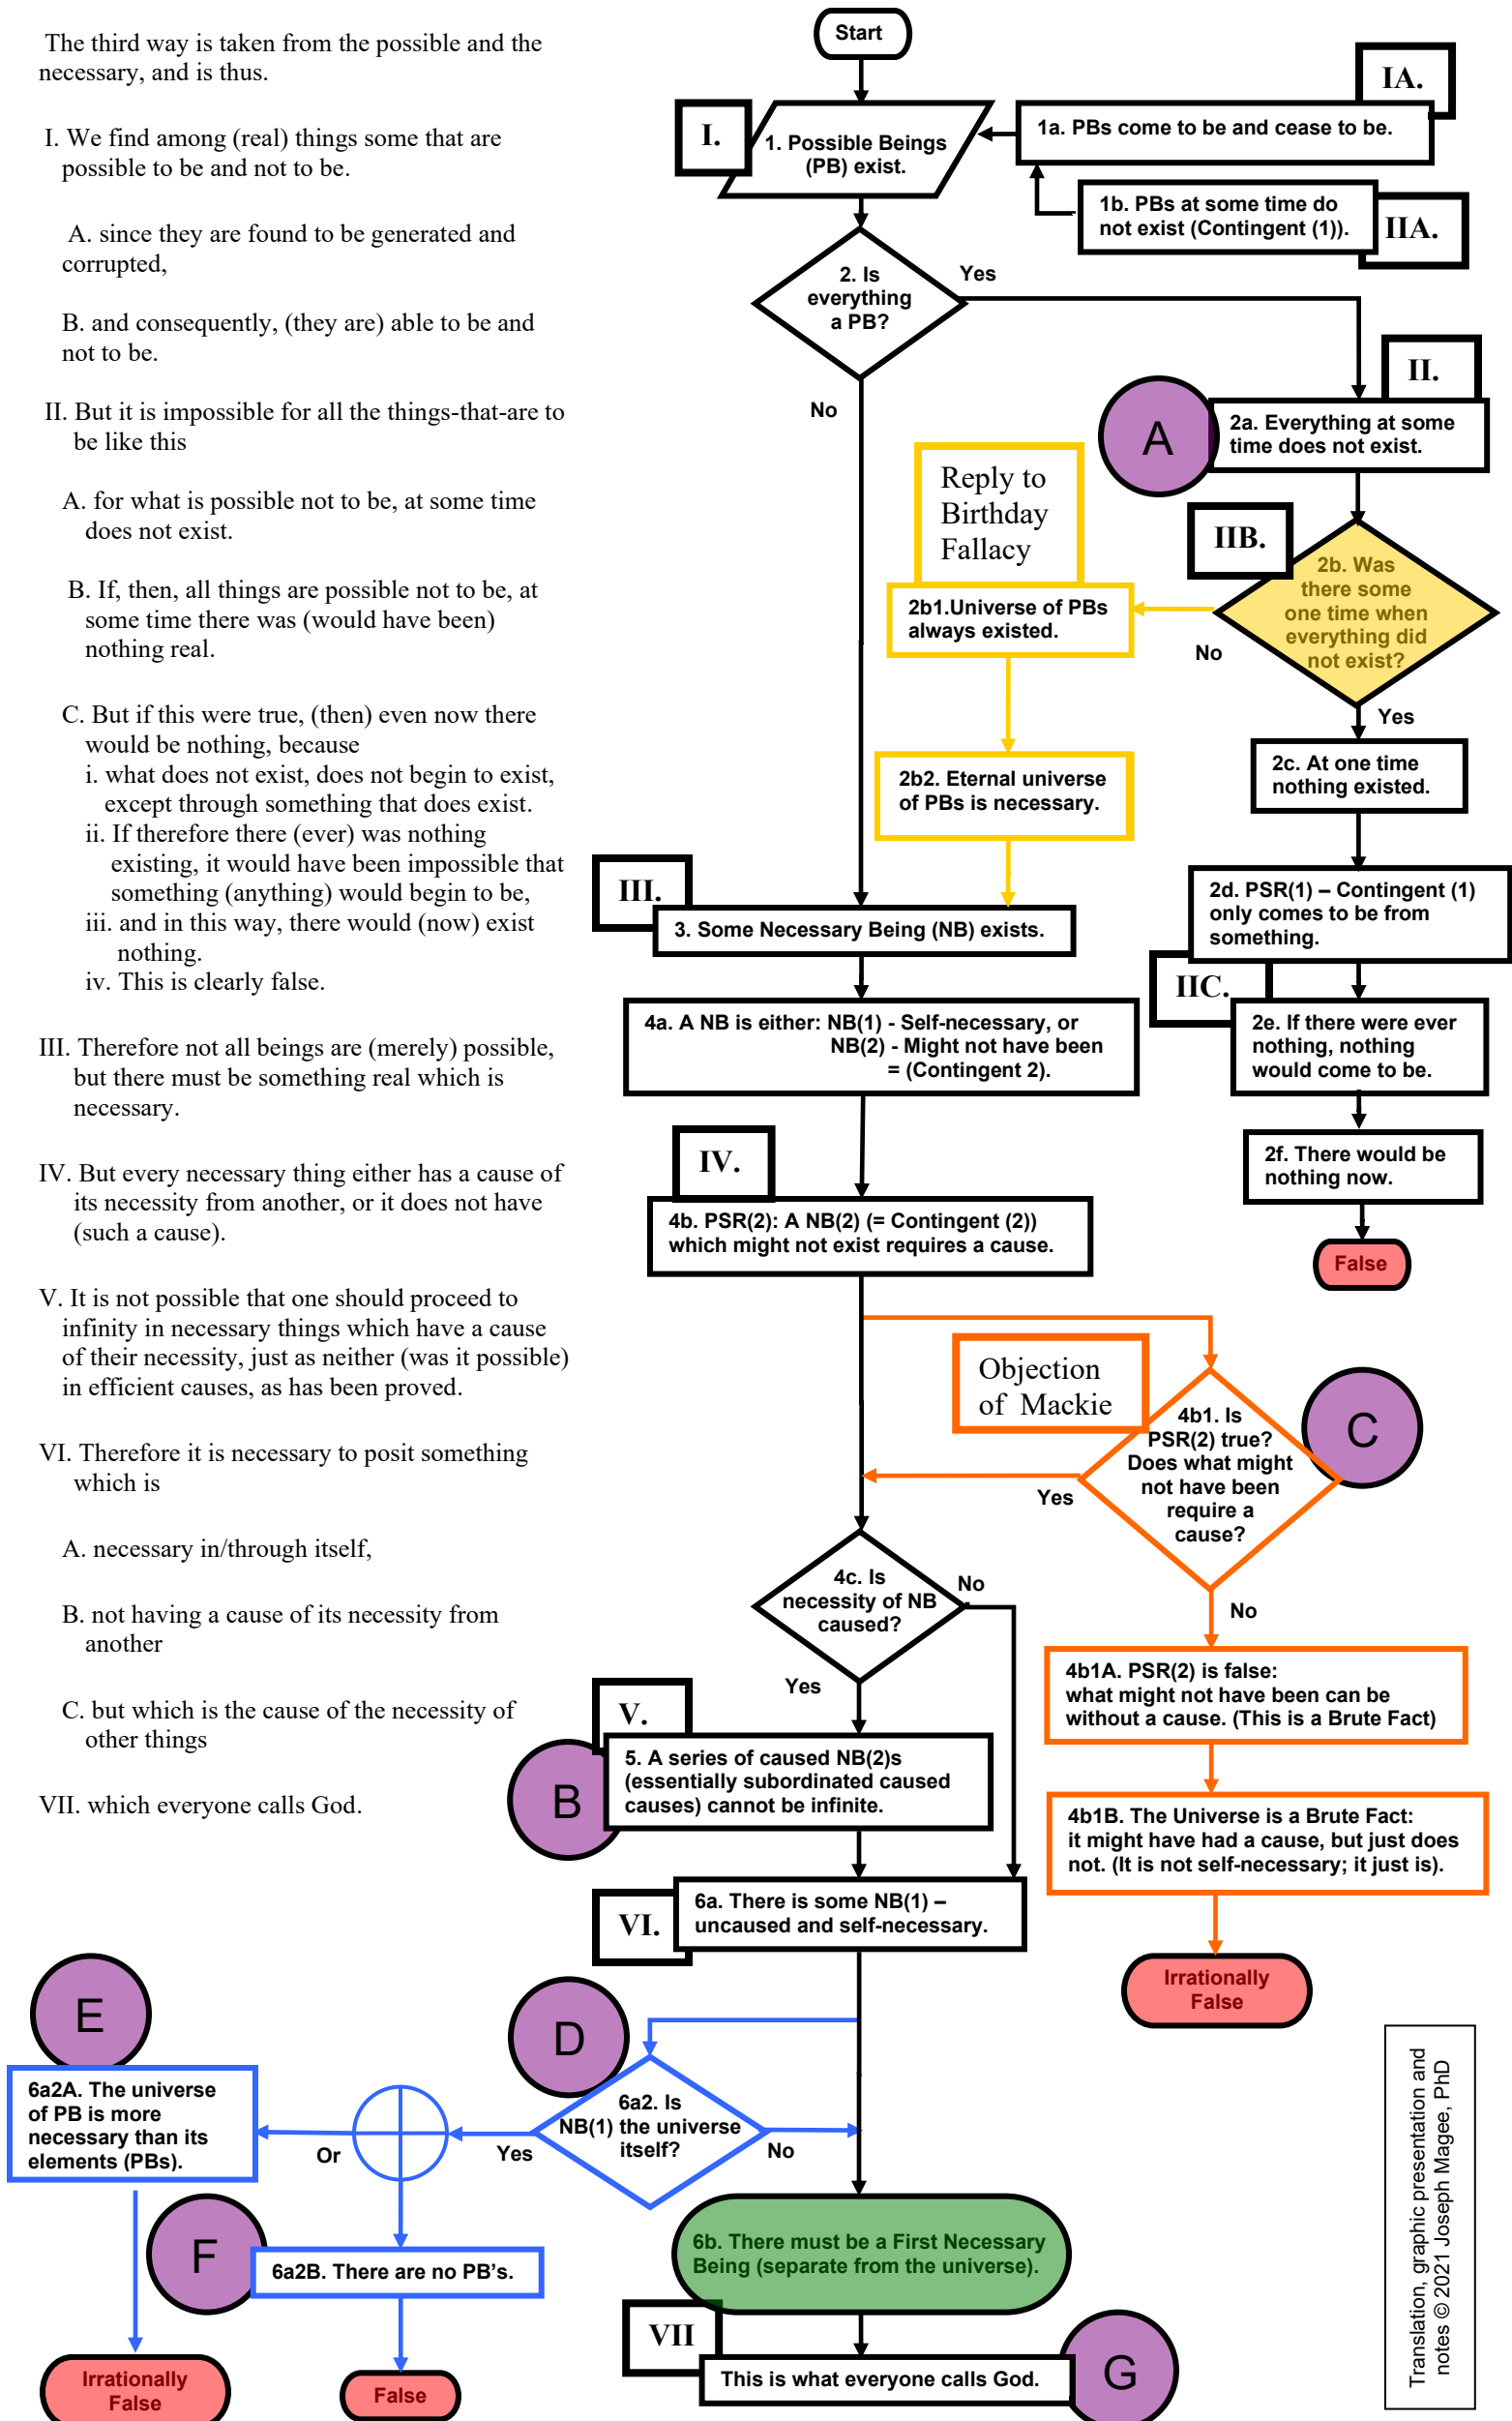 The third way is taken from the possible and the
necessary, and is thus.
I. We find among (real) things some that are
possible to be and not to be.
A. since they are found to be generated and
corrupted,
B. and consequently, (they are) able to be and
not to be.
II. But it is impossible for all the things-that-are to
be like this
A. for what is possible not to be, at some time
does not exist.
B. If, then, all things are possible not to be, at
some time there was (would have been)
nothing real.
C. But if this were true, (then) even now there
would be nothing, because
i. what does not exist, does not begin to exist,
except through something that does exist.
ii. If therefore there (ever) was nothing
existing, it would have been impossible that
something (anything) would begin to be,
iii. and in this way, there would (now) exist
nothing.
iv. This is clearly false.
III. Therefore not all beings are (merely) possible,
but there must be something real which is
necessary.
IV. But every necessary thing either has a cause of
its necessity from another, or it does not have
(such a cause).
V. It is not possible that one should proceed to
infinity in necessary things which have a cause
of their necessity, just as neither (was it possible)
in efficient causes, as has been proved.
VI. Therefore it is necessary to posit something
which is
A. necessary in/through itself,
B. not having a cause of its necessity from
another
C. but which is the cause of the necessity of
other things
VII. which everyone calls God.
Start
I.
1. Possible Beings
(PB) exist.
IA.
1a. PBs come to be and cease to be.
1b. PBs at some time do
not exist (Contingent (1)).
IIA.
2. Is
everything
a PB?
Yes
No
II.
A
2a. Everything at some
time does not exist.
Reply to
Birthday
Fallacy
IIB.
2b. Was
there some
one time when
everything did
not exist?
No
Yes
2b1.Universe of PBs
always existed.
2b2. Eternal universe
of PBs is necessary.
2c. At one time
nothing existed.
2d. PSR(1) – Contingent (1)
only comes to be from
something.
IIC.
2e. If there were ever
nothing, nothing
would come to be.
2f. There would be
nothing now.
False
III.
3. Some Necessary Being (NB) exists.
4a. A NB is either: NB(1) - Self-necessary, or
NB(2) - Might not have been
= (Contingent 2).
IV.
4b. PSR(2): A NB(2) (= Contingent (2))
which might not exist requires a cause.
Objection
of Mackie
C
4b1. Is
PSR(2) true?
Does what might
not have been
require a
cause?
Yes
No
4b1A. PSR(2) is false:
what might not have been can be
without a cause. (This is a Brute Fact)
4b1B. The Universe is a Brute Fact:
it might have had a cause, but just does
not. (It is not self-necessary; it just is).
Irrationally
False
4c. Is
necessity of NB
caused?
No
Yes
V.
B
5. A series of caused NB(2)s
(essentially subordinated caused
causes) cannot be infinite.
VI.
6a. There is some NB(1) –
uncaused and self-necessary.
D
6a2. Is
NB(1) the universe
itself?
Yes
No
Or
E
6a2A. The universe
of PB is more
necessary than its
elements (PBs).
F
6a2B. There are no PB's.
Irrationally
False
False
6b. There must be a First Necessary
Being (separate from the universe).
VII
This is what everyone calls God.
G
Translation, graphic presentation and
notes © 2021 Joseph Magee, PhD